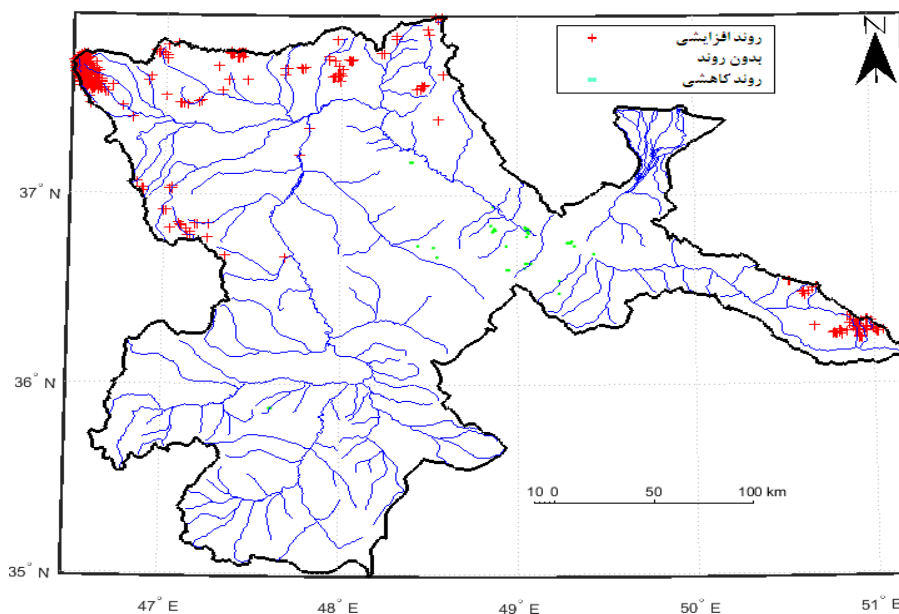 روند افزایشی
بدون روند
روند کاهشی
N
37° N
36° N
35° N
10 0 50 100 km
47° E
48° E
49° E
50° E
51° E